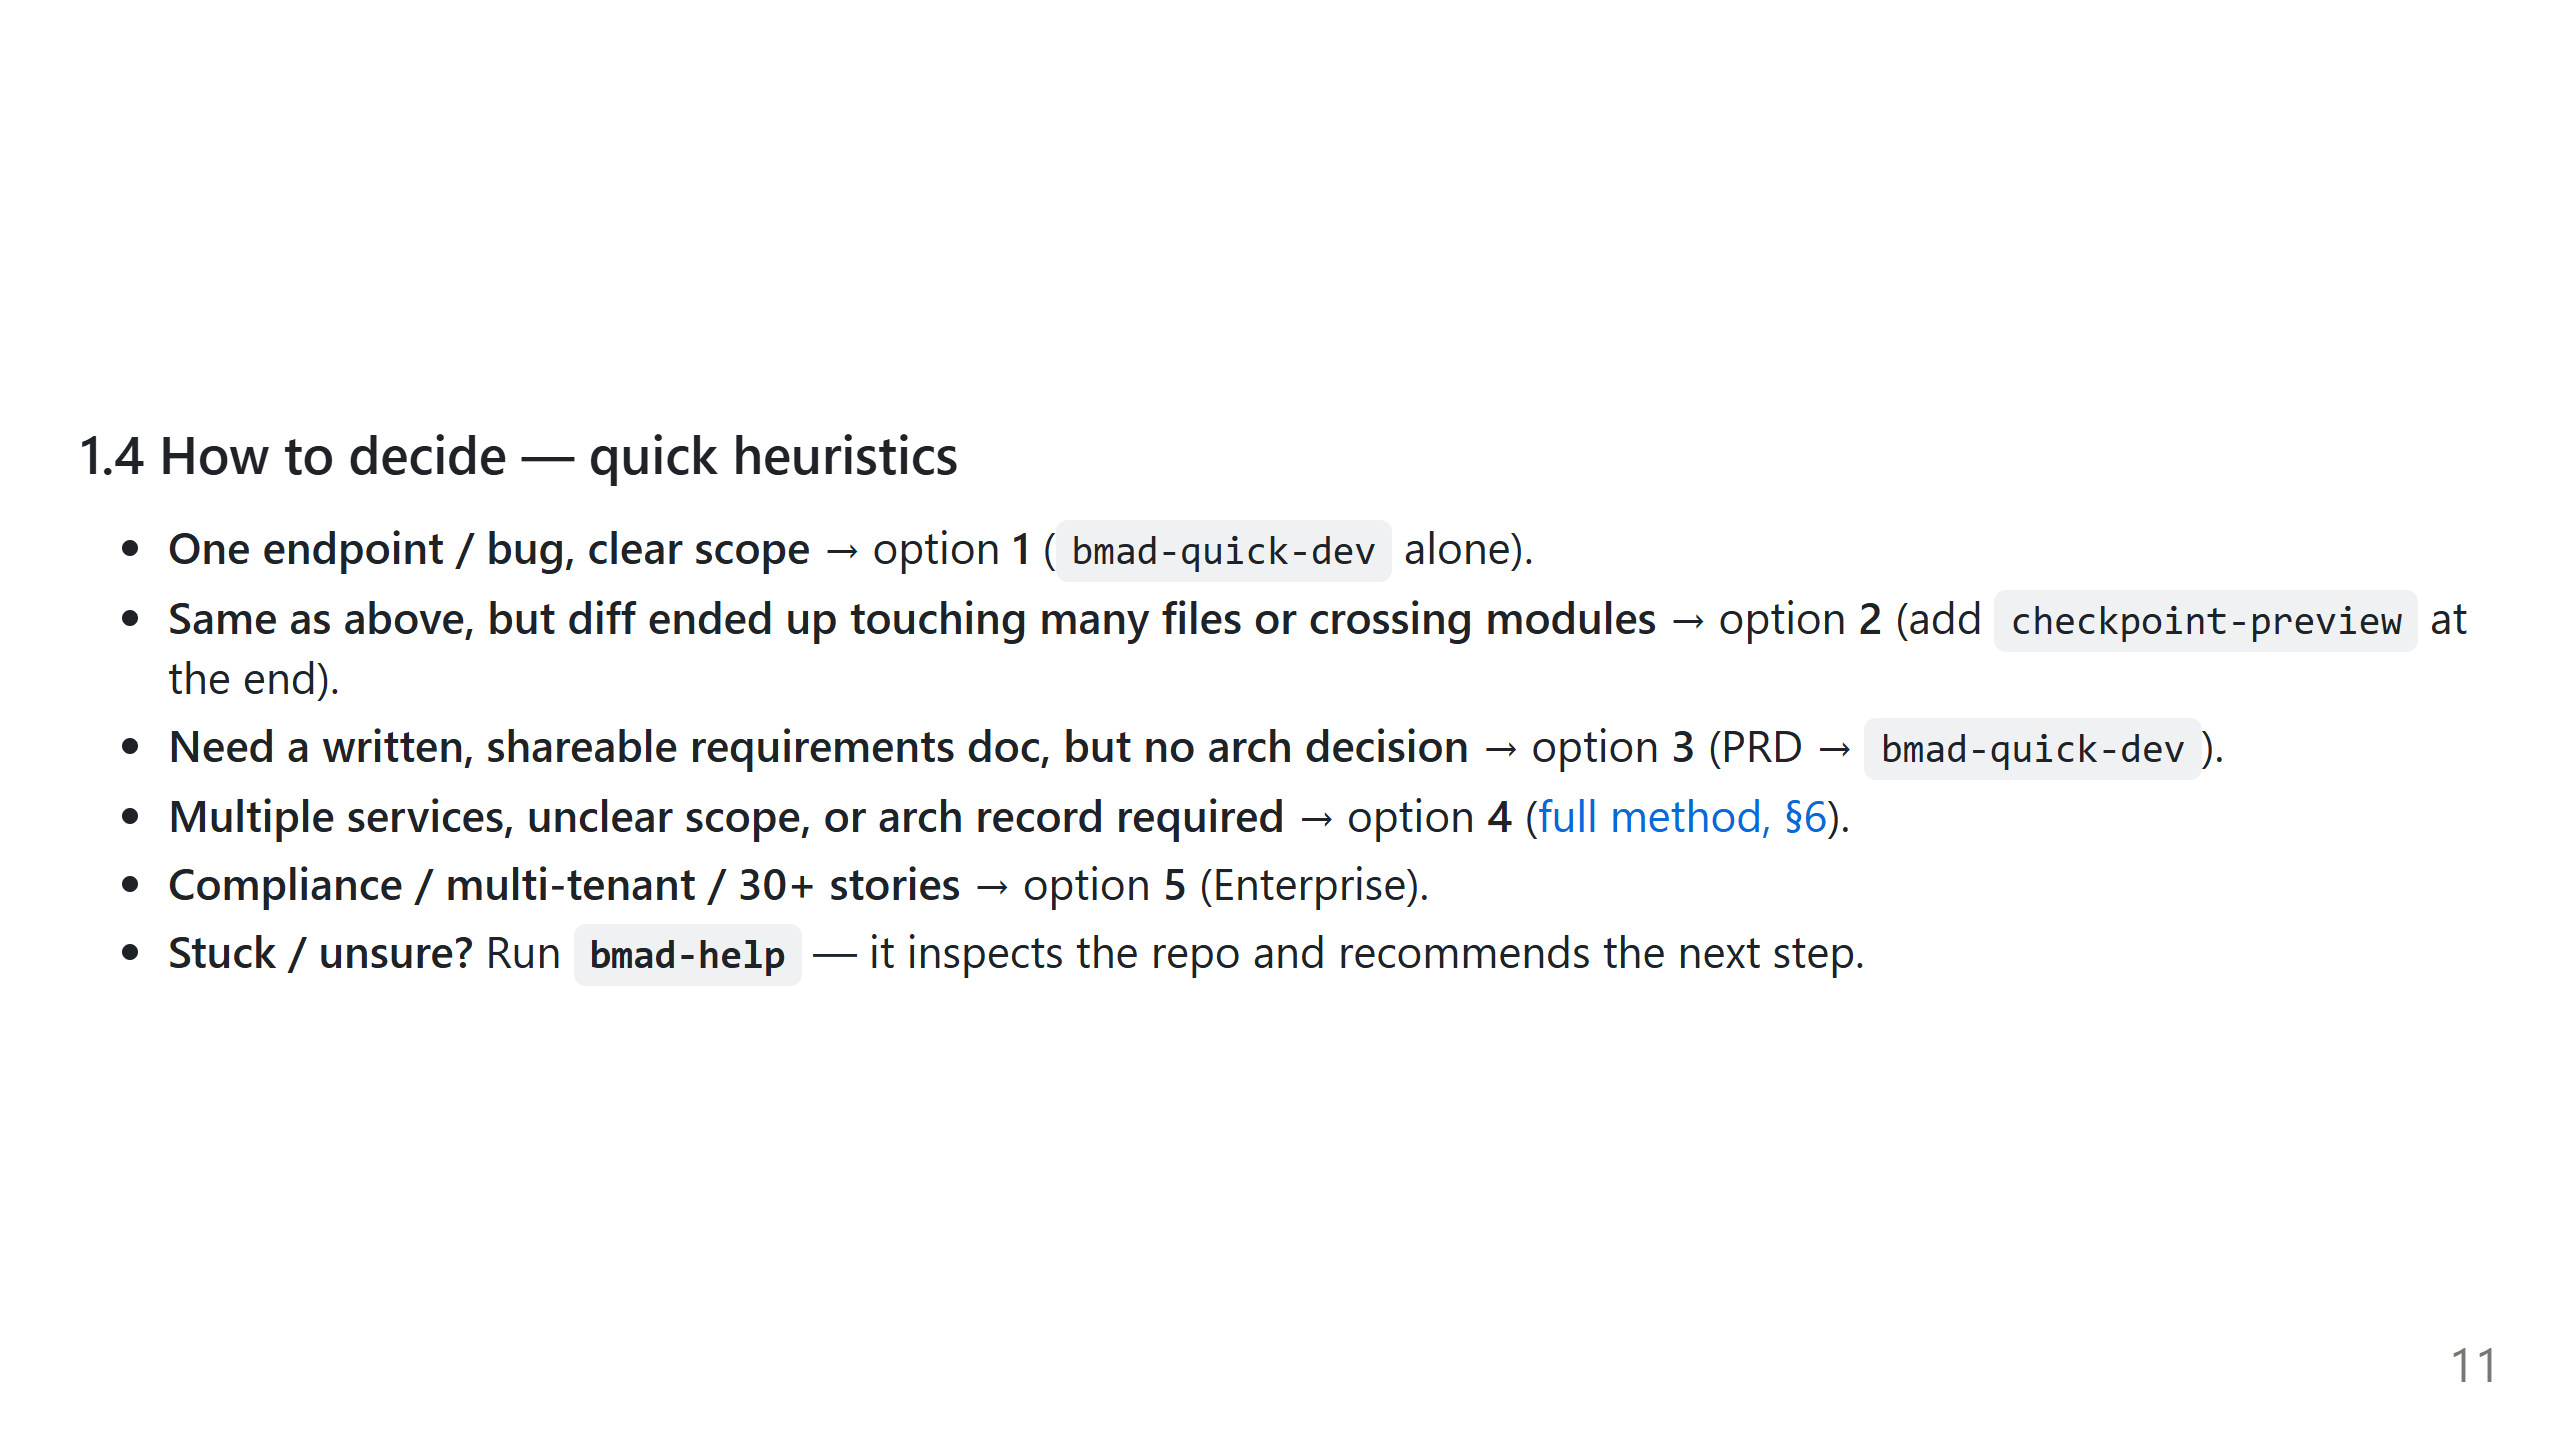 1.4 How to decide — quick heuristics
• One endpoint / bug, clear scope → option 1 ( bmad-quick-dev alone).
• Same as above, but diff ended up touching many files or crossing modules → option 2 (add checkpoint-preview at
the end).
• Need a written, shareable requirements doc, but no arch decision → option 3 (PRD → bmad-quick-dev ).
• Multiple services, unclear scope, or arch record required → option 4 (full method, §6).
• Compliance / multi-tenant / 30+ stories → option 5 (Enterprise).
• Stuck / unsure? Run bmad-help — it inspects the repo and recommends the next step.
11